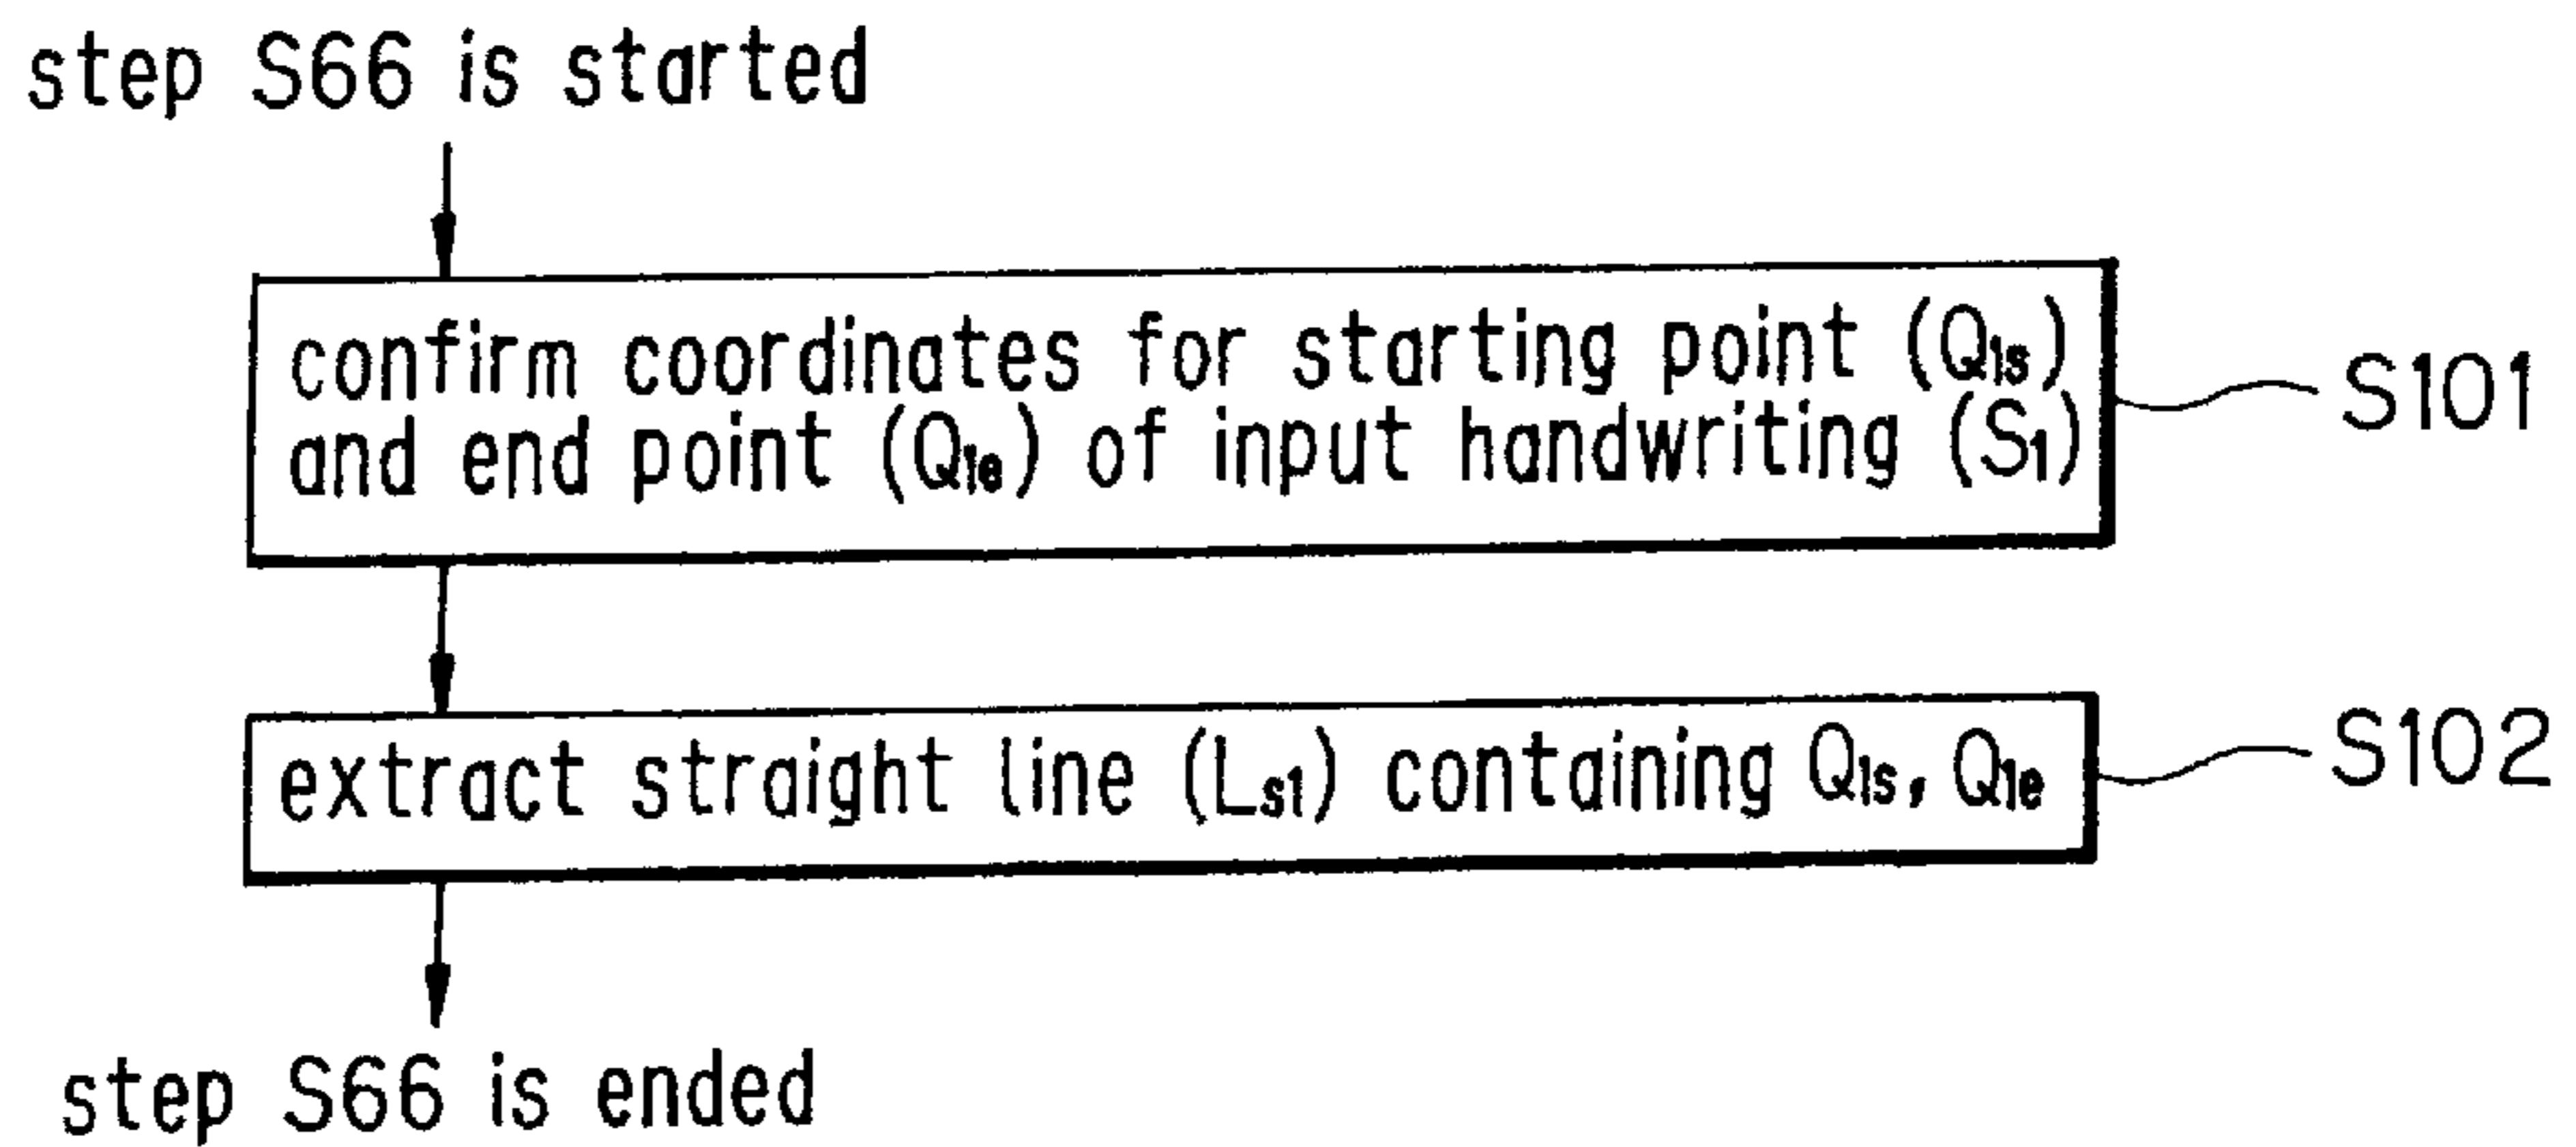 step S66 is started
confirm coordinates for starting point (Q1s)
and end point (Q1e) of input handwriting (S1)
S101
extract straight line (Ls1) containing Q1s, Q1e
S102
step S66 is ended